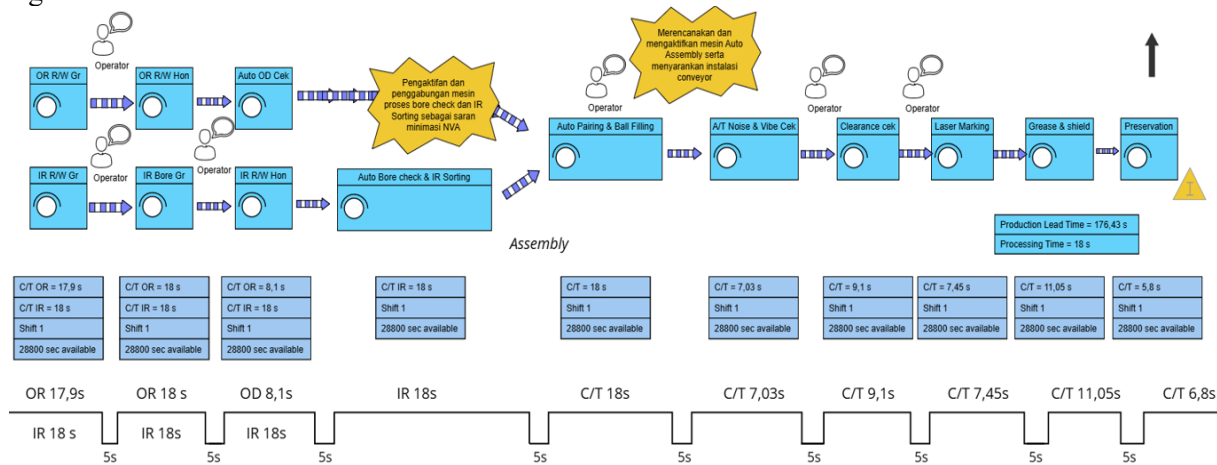 OR R/W Gr
Operator
OR R/W Hon
Auto OD Cek
Pengaktifan dan
penggabungan mesin
proses bore check dan IR
Sorting sebagai saran
minimasi NVA
Merencanakan dan
mengaktifkan mesin Auto
Assembly serta
menyarankan instalasi
conveyor
Operator
Operator
Operator
Auto Pairing & Ball Filling
A/T Noise & Vibe Cek
Clearance cek
Laser Marking
Grease & shield
Preservation
Operator
Operator
IR R/W Gr
IR Bore Gr
IR R/W Hon
Auto Bore check & IR Sorting
Assembly
Production Lead Time = 176,43 s
Processing Time = 18 s
C/T OR = 17,9 s
C/T IR = 18 s
Shift 1
28800 sec available
C/T OR = 18 s
C/T IR = 18 s
Shift 1
28800 sec available
C/T OR = 8,1 s
C/T IR = 18 s
Shift 1
28800 sec available
C/T IR = 18 s
Shift 1
28800 sec available
C/T = 18 s
Shift 1
28800 sec available
C/T = 7,03 s
Shift 1
28800 sec available
C/T = 9,1 s
Shift 1
28800 sec available
C/T = 7,45 s
Shift 1
28800 sec available
C/T = 11,05 s
Shift 1
28800 sec available
C/T = 5,8 s
Shift 1
28800 sec available
OR 17,9s
OR 18 s
OD 8,1s
IR 18s
C/T 18s
C/T 7,03s
C/T 9,1s
C/T 7,45s
C/T 11,05s
C/T 6,8s
IR 18 s
IR 18s
IR 18s
5s
5s
5s
5s
5s
5s
5s
5s
5s